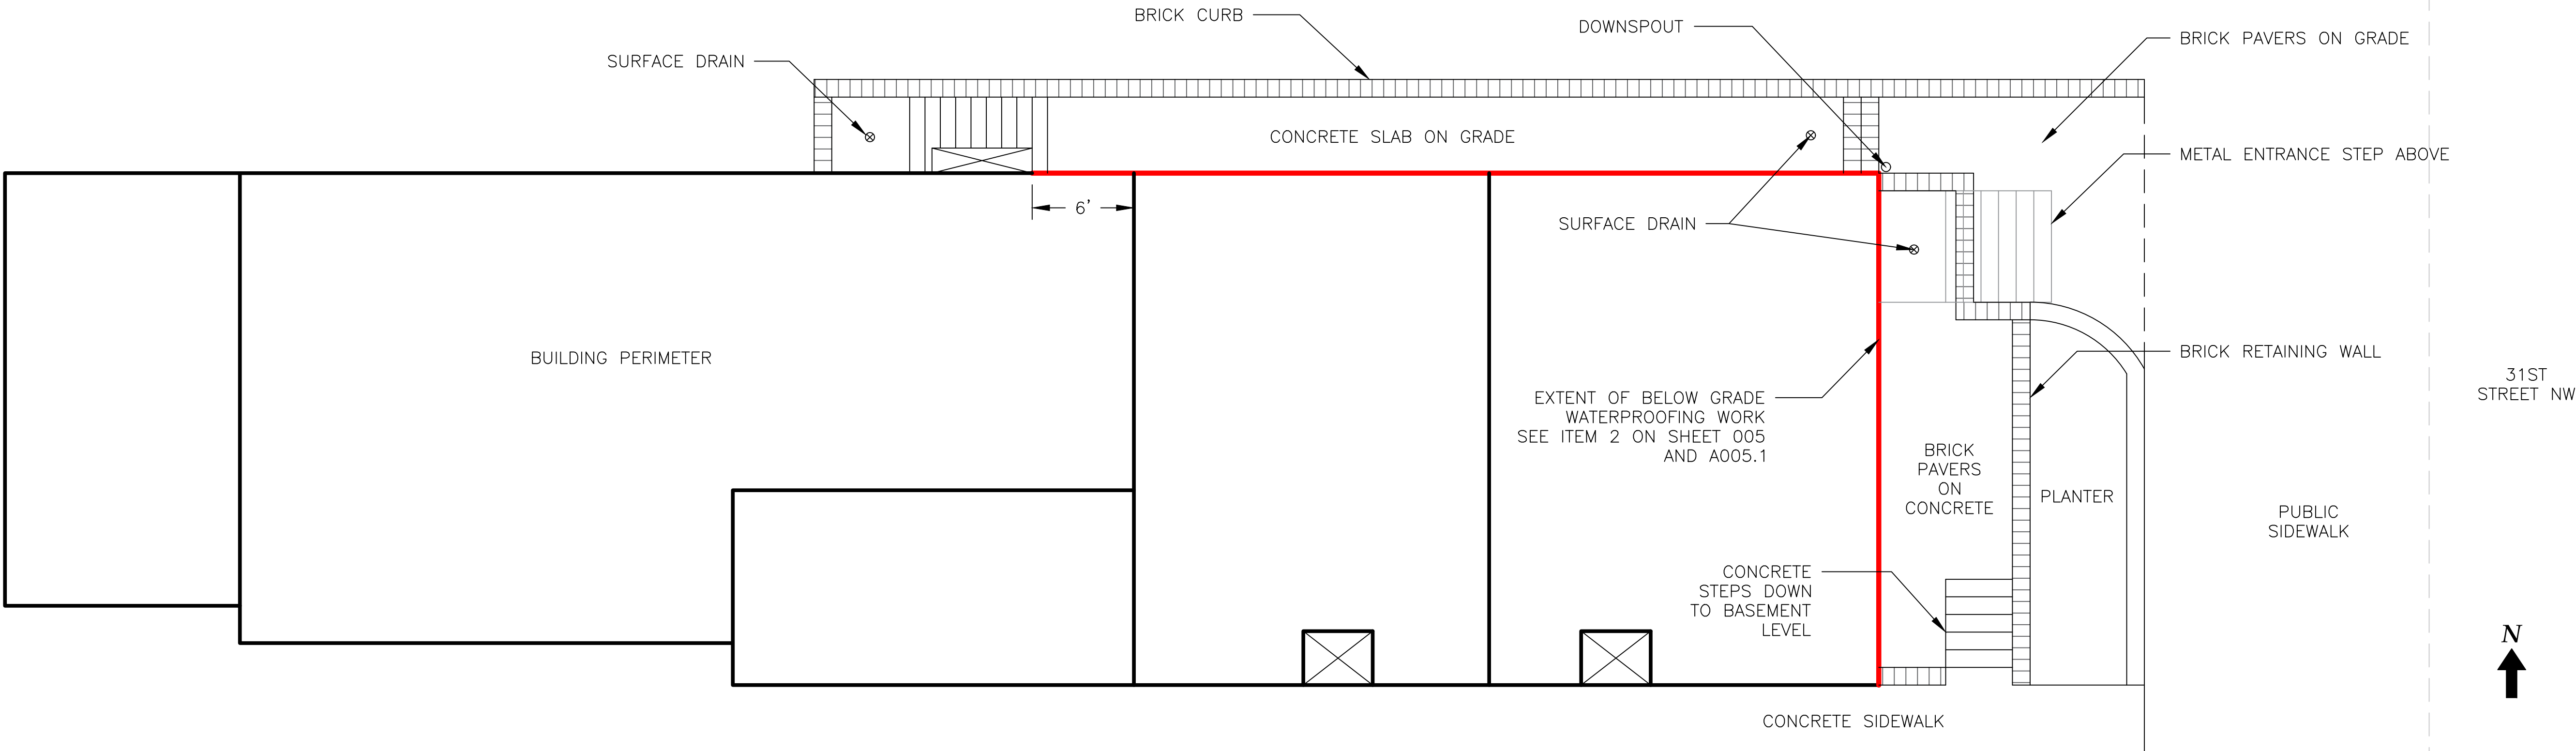 BRICK CURB
DOWNSPOUT
BRICK PAVERS ON GRADE
SURFACE DRAIN
CONCRETE SLAB ON GRADE
METAL ENTRANCE STEP ABOVE
6'
SURFACE DRAIN
BUILDING PERIMETER
BRICK RETAINING WALL
31ST
STREET NW
EXTENT OF BELOW GRADE
WATERPROOFING WORK
SEE ITEM 2 ON SHEET 005
AND A005.1
BRICK
PAVERS
ON
CONCRETE
PLANTER
PUBLIC
SIDEWALK
CONCRETE
STEPS DOWN
TO BASEMENT
LEVEL
N
CONCRETE SIDEWALK